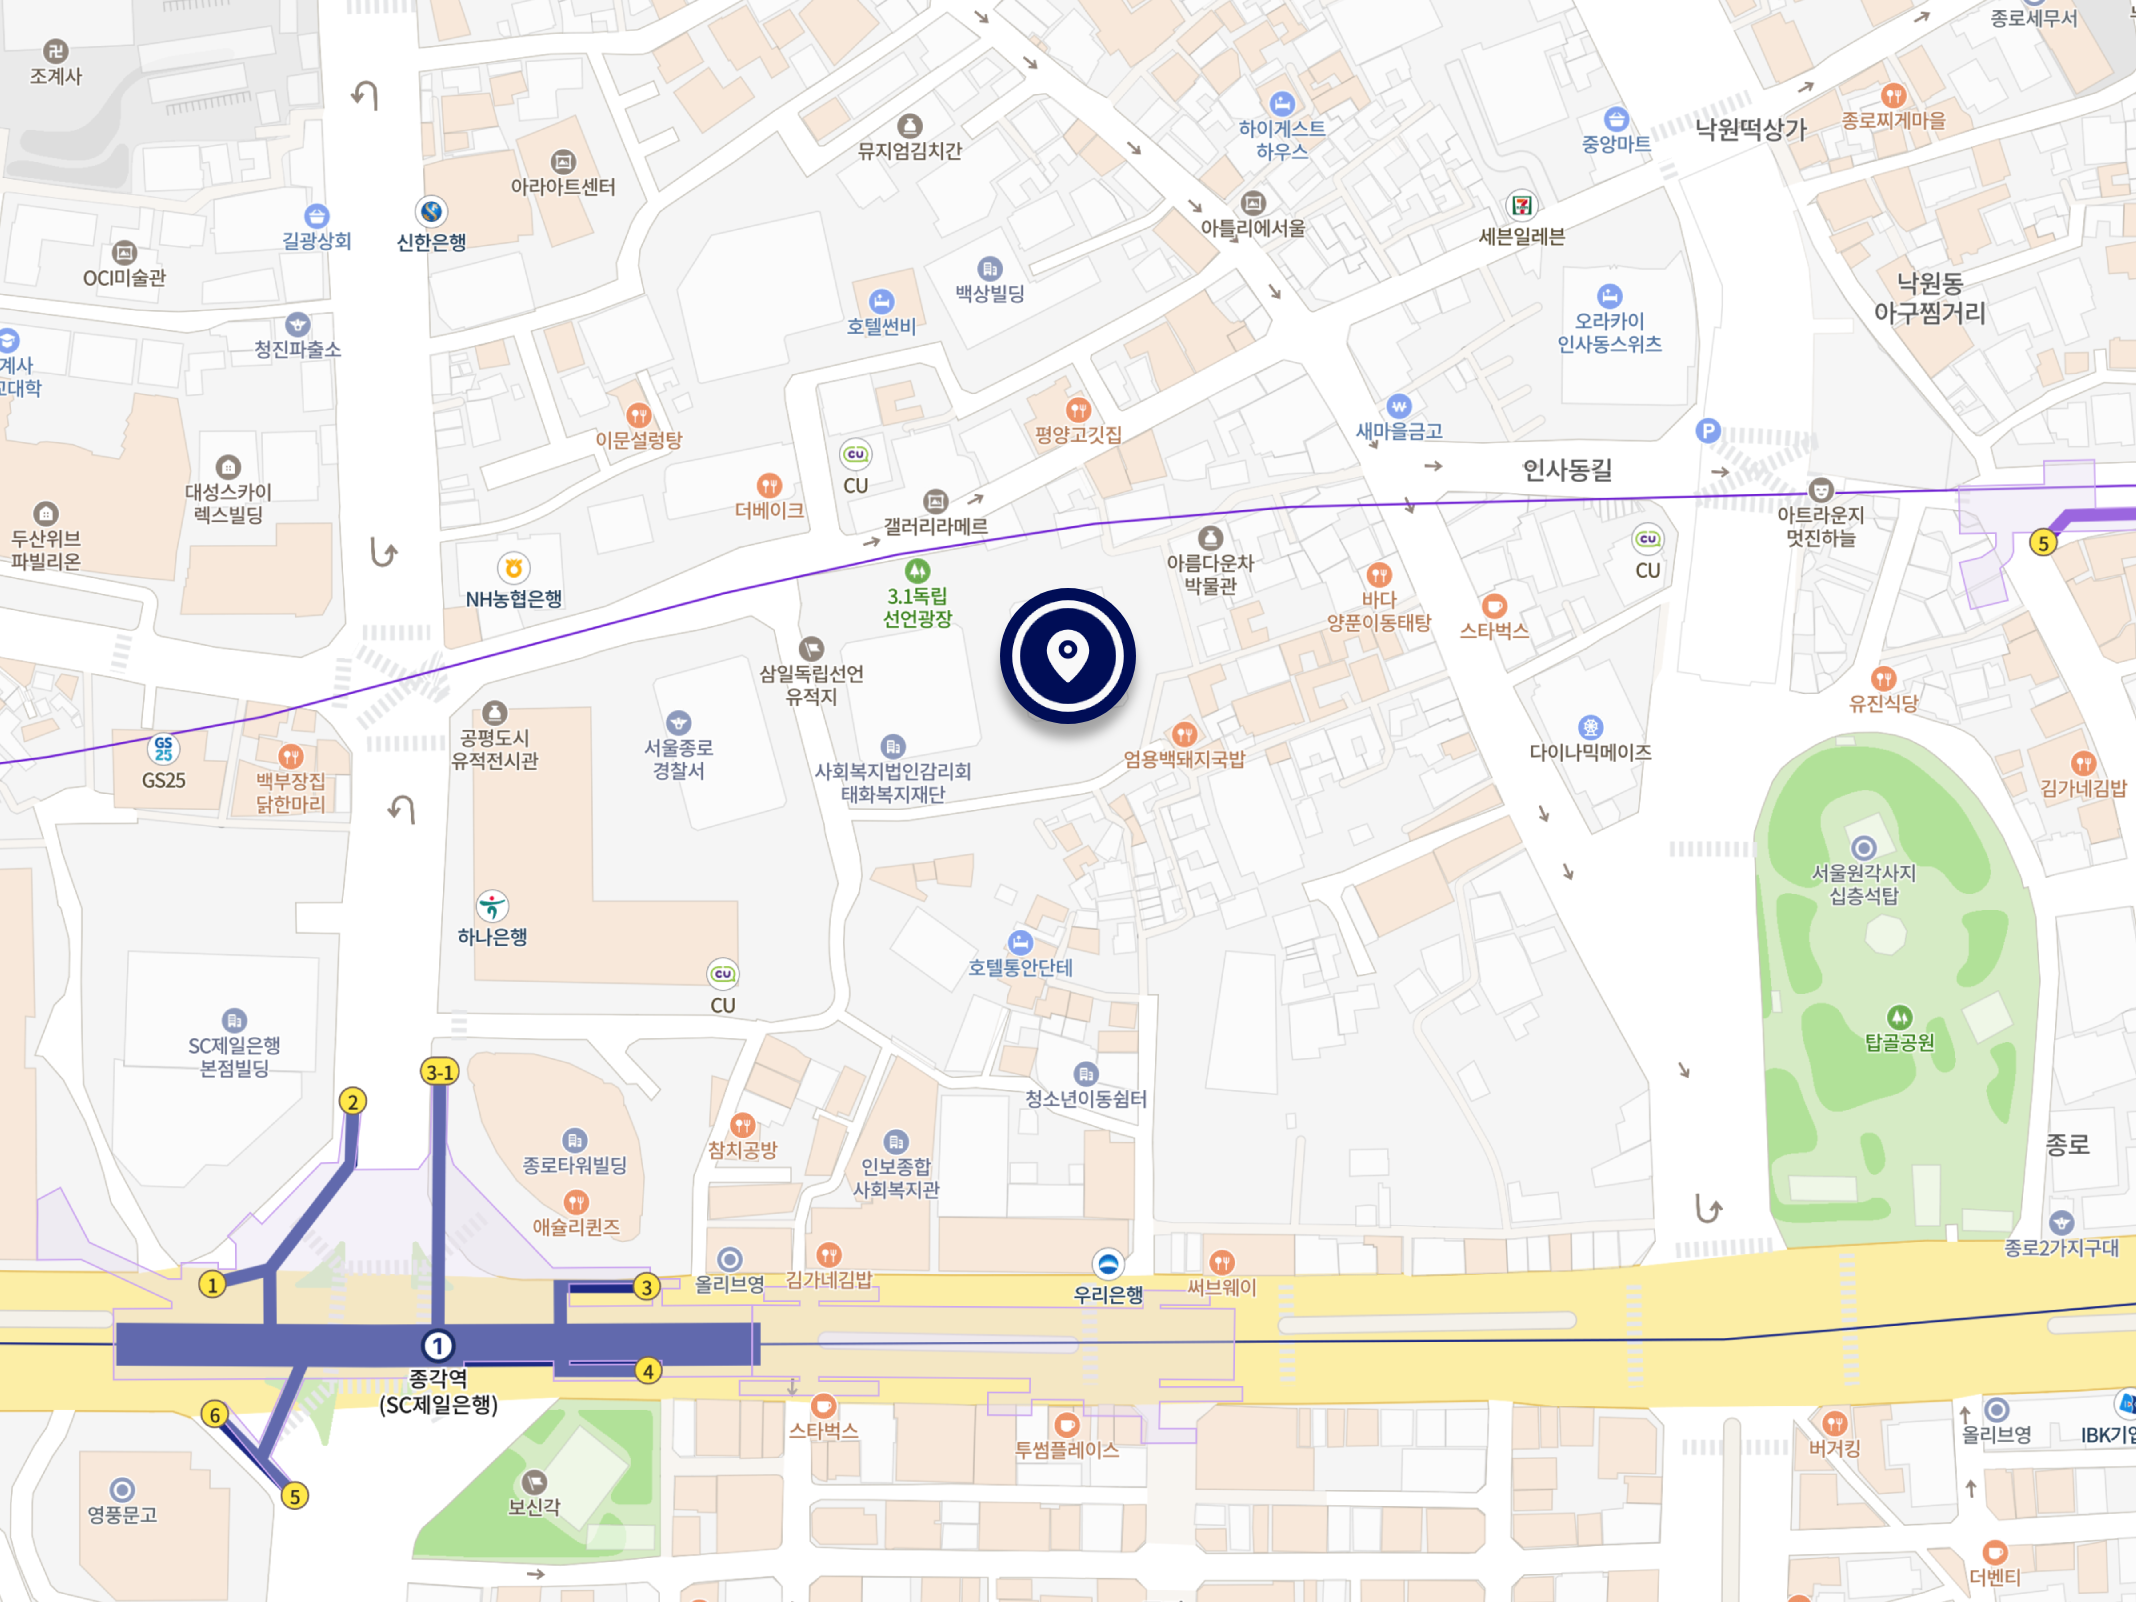 조계사
종로세무서
낙원떡상가
종로찌게마을
중앙마트
하이게스트
하우스
뮤지엄김치간
아라아트센터
신한은행
길광상회
OCI미술관
청진파출소
계사
아틀리에서울
7
세븐일레븐
백상빌딩
호텔썬비
오라카이
인사동스위츠
낙원동
아구찜거리
이문설렁탕
평양고깃집
새마을금고
P
인사동길
cu
CU
더베이크
갤러리라메르
대성스카이
렉스빌딩
두산위브
파빌리온
NH농협은행
3.1독립
선언광장
아름다운차
박물관
바다
양푼이동태탕
스타벅스
cu
CU
아트라운지
멋진하늘
5
삼일독립선언
유적지
공평도시
유적전시관
서울종로
경찰서
사회복지법인감리회
태화복지재단
엄용백돼지국밥
다이나믹메이즈
유진식당
김가네김밥
GS
25
GS25
백부장집
닭한마리
하나은행
cu
CU
호텔통안단테
서울원각사지
십층석탑
탑골공원
SC제일은행
본점빌딩
2
3-1
종로타워빌딩
애슐리퀸즈
참치공방
인보종합
사회복지관
청소년이동쉼터
종로
종로2가지구대
1
3
올리브영
김가네김밥
우리은행
써브웨이
1
종각역
(SC제일은행)
4
6
5
영풍문고
보신각
스타벅스
투썸플레이스
버거킹
올리브영
IBK기업
더벤티